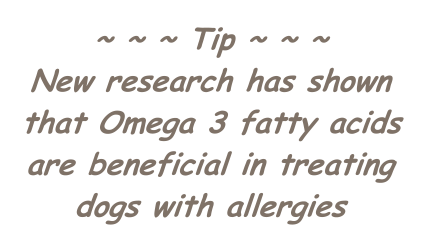 ~ ~ ~ Tip ~ ~ ~
New research has shown
that Omega 3 fatty acids
are beneficial in treating
dogs with allergies